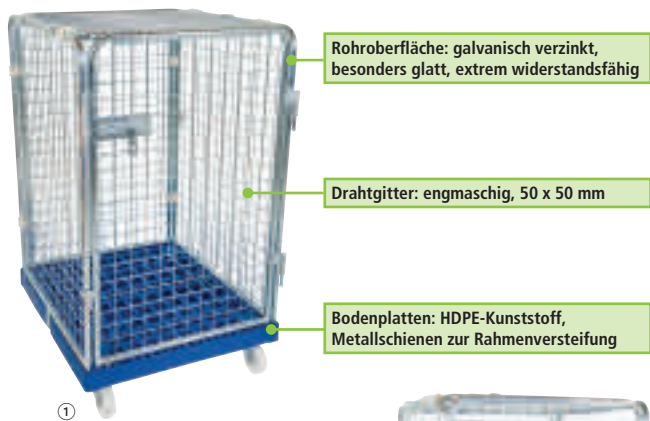 Rohroberfläche: galvanisch verzinkt,
besonders glatt, extrem widerstandsfähig
Drahtgitter: engmaschig, 50 x 50 mm
Bodenplatten: HDPE-Kunststoff,
Metallschienen zur Rahmenversteifung
①